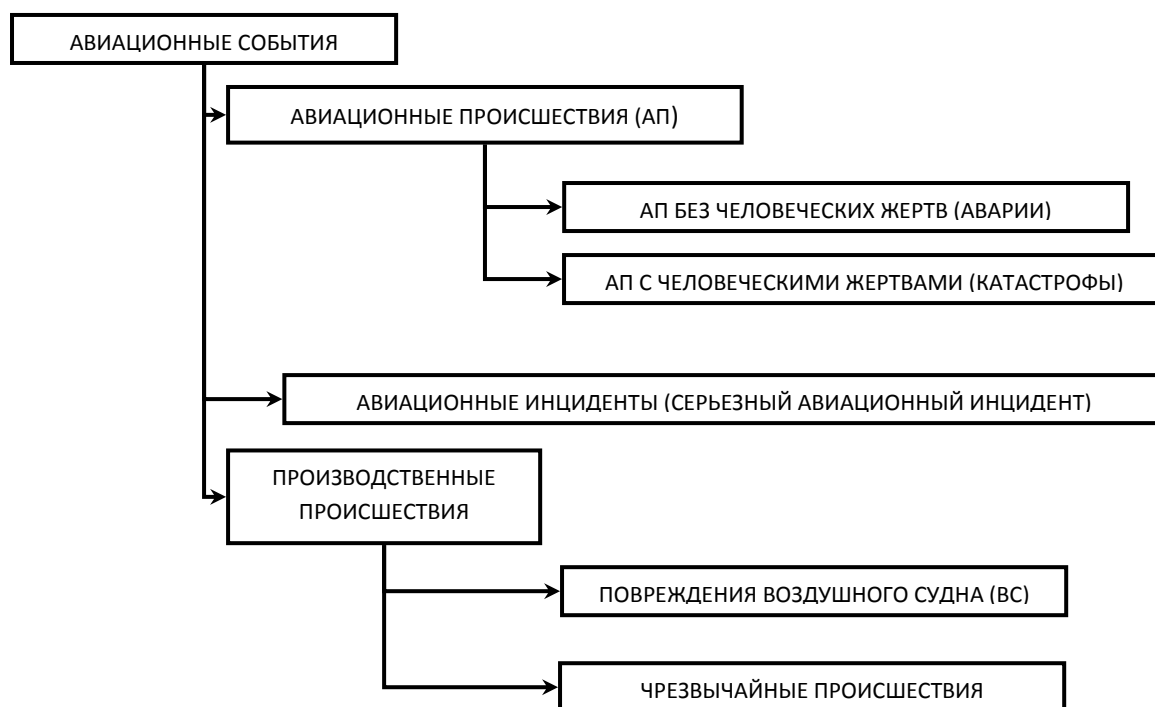 АВИАЦИОННЫЕ СОБЫТИЯ
АВИАЦИОННЫЕ ПРОИСШЕСТВИЯ (АП)
АП БЕЗ ЧЕЛОВЕЧЕСКИХ ЖЕРТВ (АВАРИИ)
АП С ЧЕЛОВЕЧЕСКИМИ ЖЕРТВАМИ (КАТАСТРОФЫ)
АВИАЦИОННЫЕ ИНЦИДЕНТЫ (СЕРЬЕЗНЫЙ АВИАЦИОННЫЙ ИНЦИДЕНТ)
ПРОИЗВОДСТВЕННЫЕ
ПРОИСШЕСТВИЯ
ПОВРЕЖДЕНИЯ ВОЗДУШНОГО СУДНА (ВС)
ЧРЕЗВЫЧАЙНЫЕ ПРОИСШЕСТВИЯ